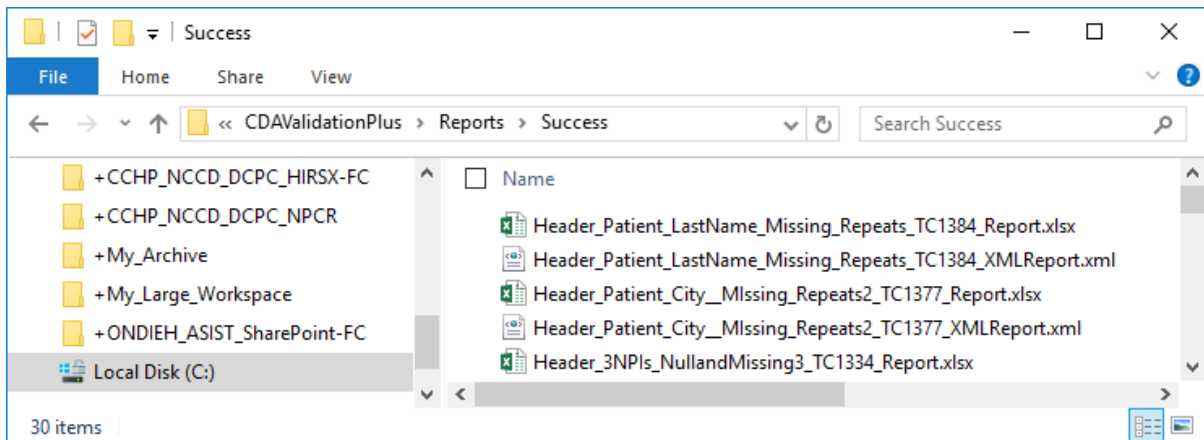 Success
File Home Share View
« CDAValidationPlus › Reports › Success Search Success
+CCHP_NCCD_DCPC_HIRSX-FC
+CCHP_NCCD_DCPC_NPCR
+My_Archive
+My_Large_Workspace
+ONDIEH_ASIST_SharePoint-FC
Local Disk (C:)
Name
Header_Patient_LastName_Missing_Repeats_TC1384_Report.xlsx
Header_Patient_LastName_Missing_Repeats_TC1384_XMLReport.xml
Header_Patient_City__MIssing_Repeats2_TC1377_Report.xlsx
Header_Patient_City__MIssing_Repeats2_TC1377_XMLReport.xml
Header_3NPIs_NullandMissing3_TC1334_Report.xlsx
30 items